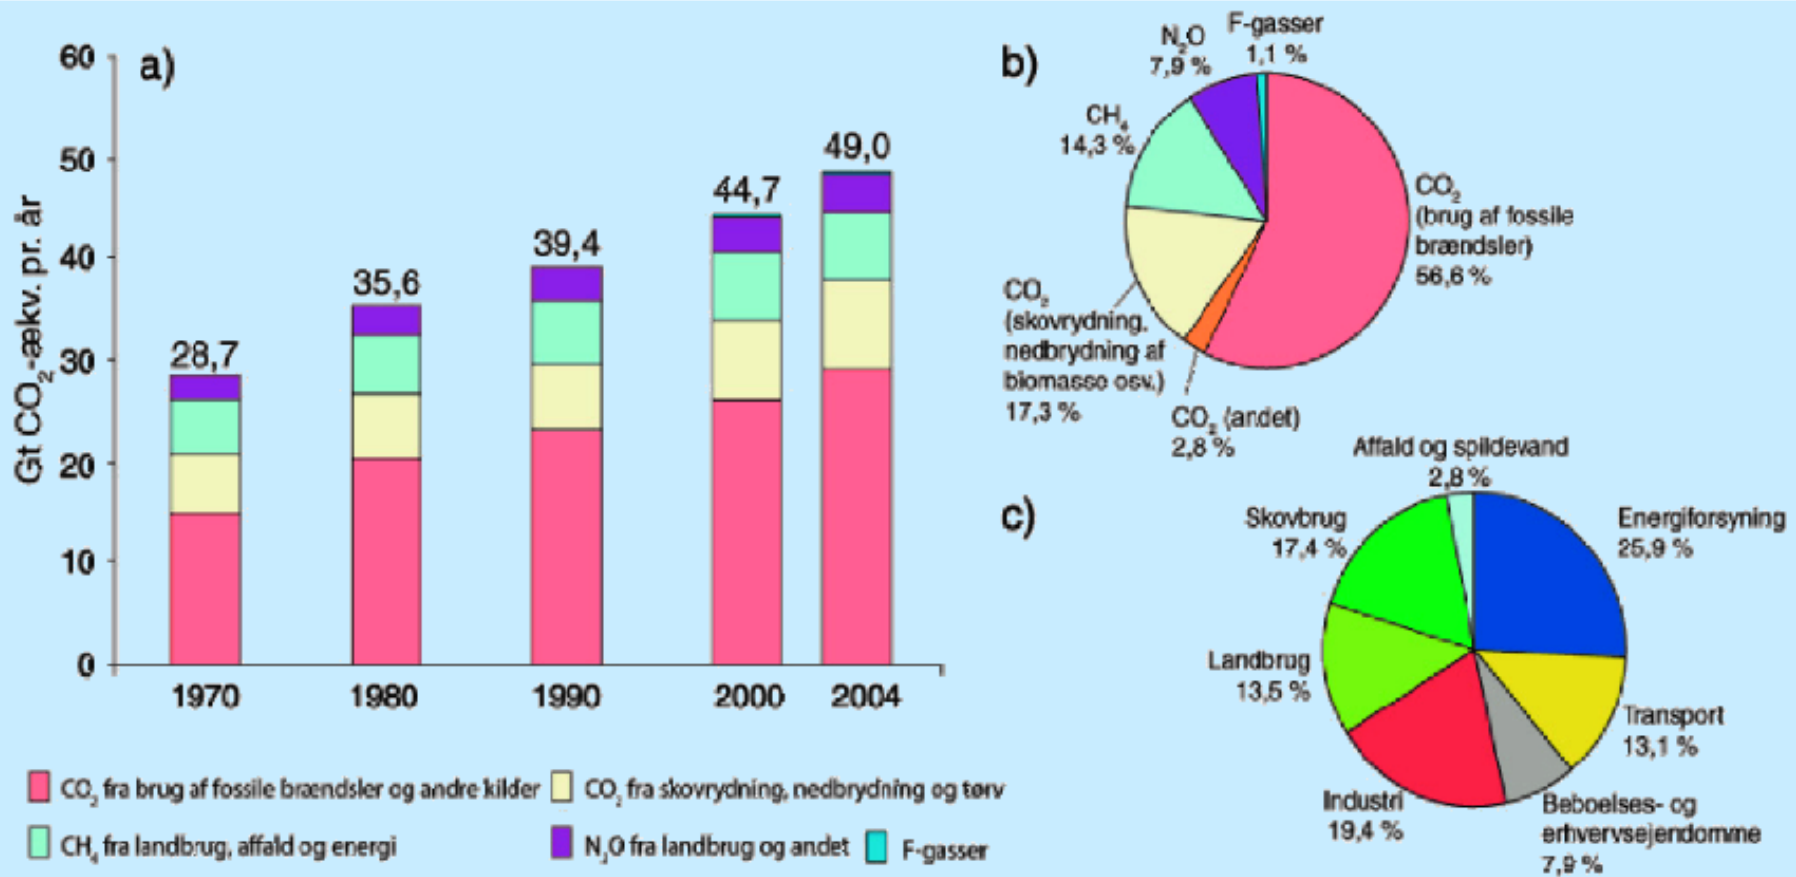 a)
Gt CO₂-ækv. pr. år
60
50
40
30
20
10
0
28,7
35,6
39,4
44,7
49,0
1970
1980
1990
2000
2004
CO₂ fra brug af fossile brændsler og andre kilder
CO₂ fra skovrydning, nedbrydning og tørv
CH₄ fra landbrug, affald og energi
N₂O fra landbrug og andet
F-gasser
b)
F-gasser
1,1 %
N₂O
7,9 %
CH₄
14,3 %
CO₂
(brug af fossile
brændsler)
56,6 %
CO₂
(skovrydning,
nedbrydning af
biomasse osv.)
17,3 %
CO₂ (andet)
2,8 %
c)
Affald og spildevand
2,8 %
Skovbrug
17,4 %
Energiforsyning
25,9 %
Landbrug
13,5 %
Transport
13,1 %
Industri
19,4 %
Beboelses- og
erhvervsejendomme
7,9 %